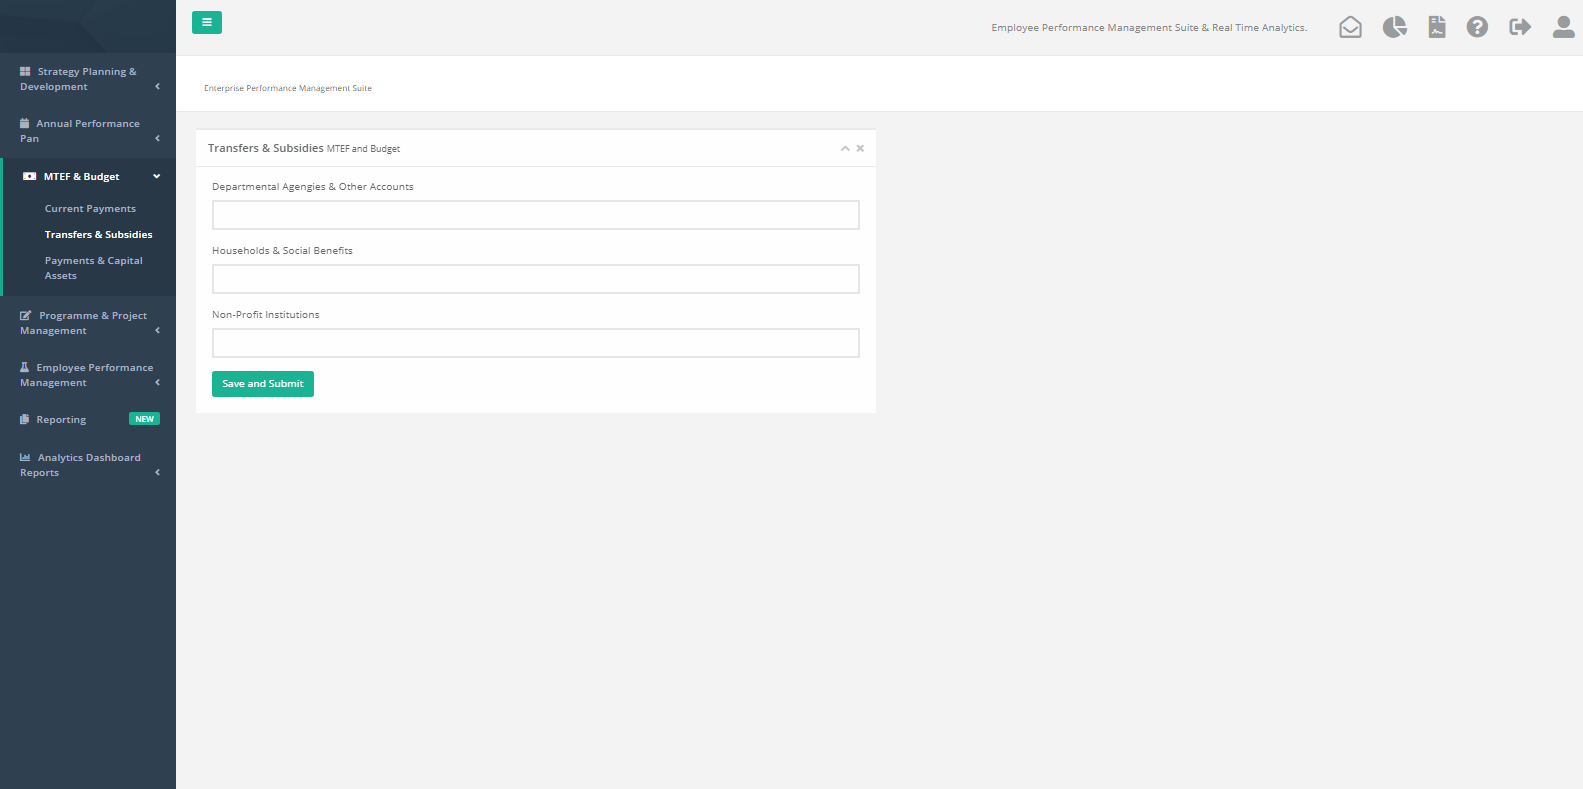 Employee Performance Management Suite & Real Time Analytics.
Enterprise Performance Management Suite
Strategy Planning &
Development
Annual Performance
Pan
MTEF & Budget
Current Payments
Transfers & Subsidies
Payments & Capital
Assets
Programme & Project
Management
Employee Performance
Management
Reporting NEW
Analytics Dashboard
Reports
Transfers & Subsidies MTEF and Budget
Departmental Agengies & Other Accounts
Households & Social Benefits
Non-Profit Institutions
Save and Submit